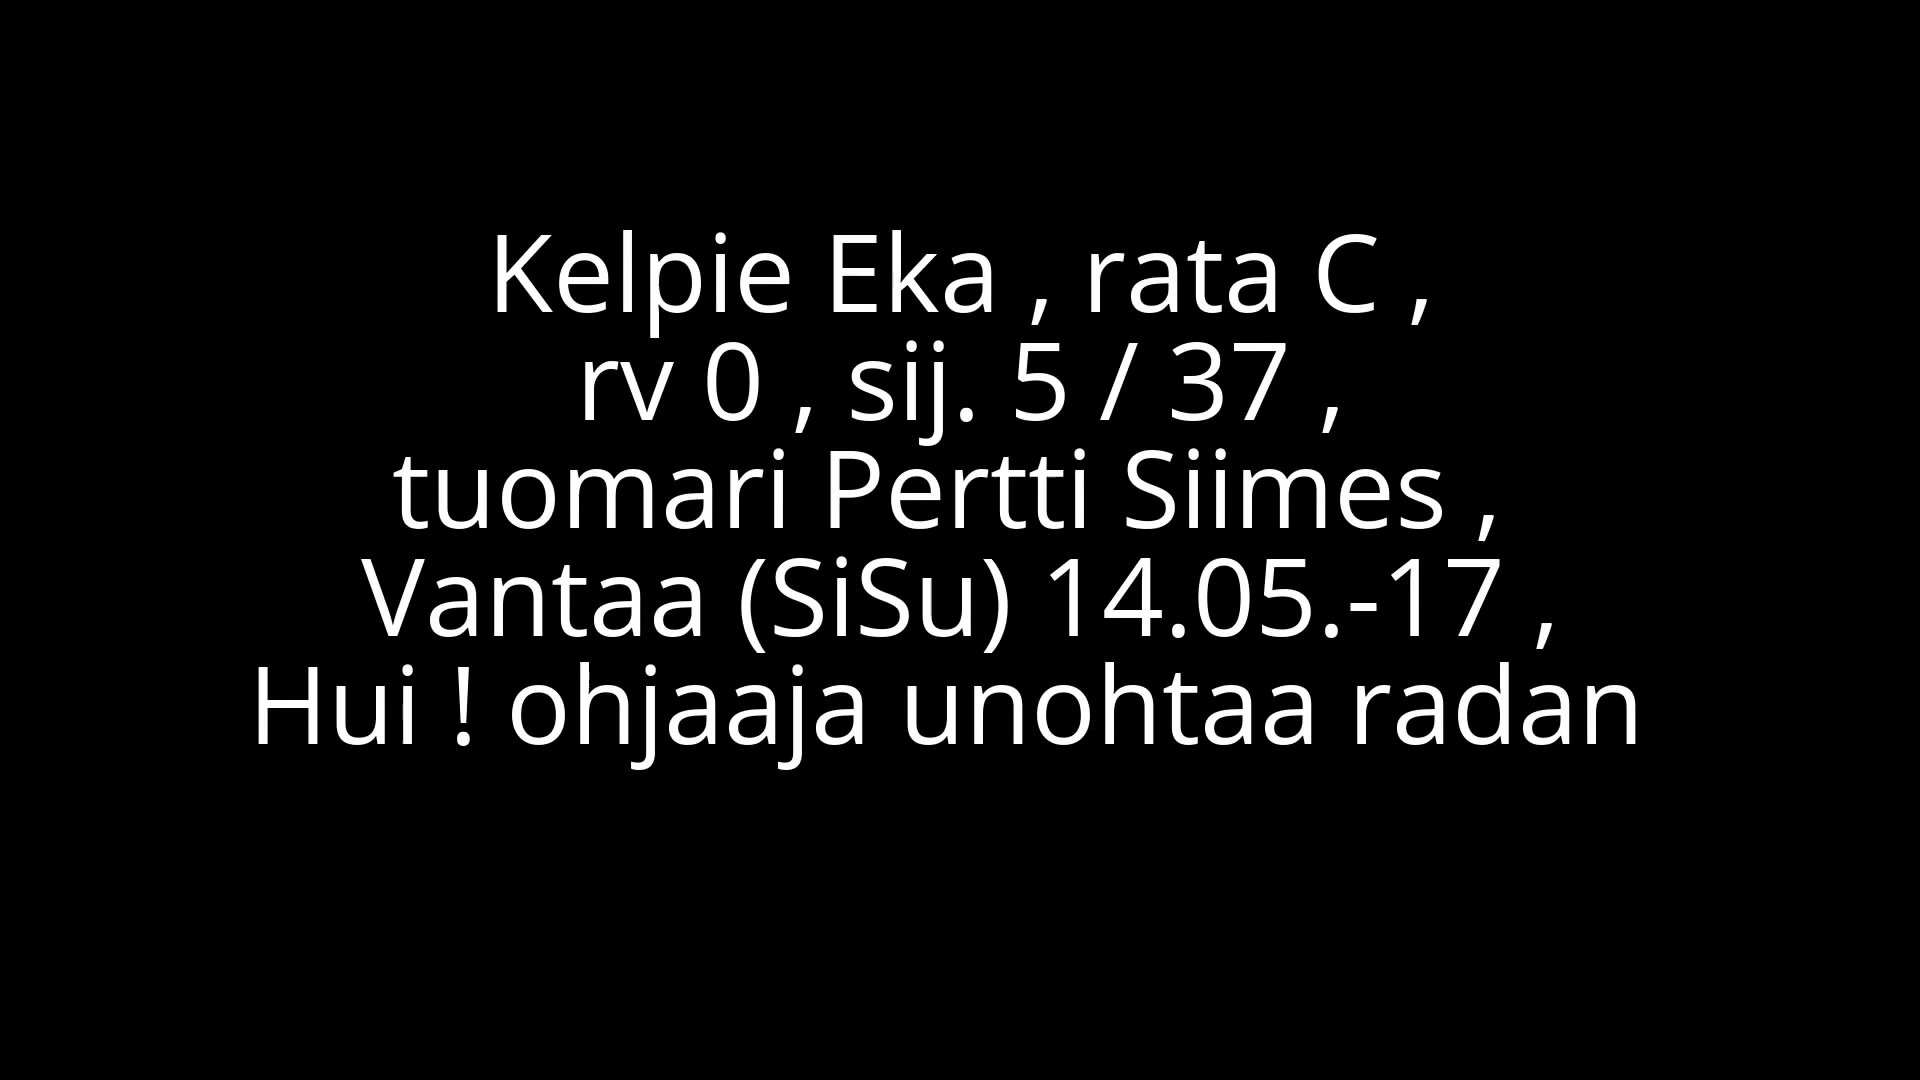 Kelpie Eka , rata C ,
rv 0 , sij. 5 / 37 ,
tuomari Pertti Siimes ,
Vantaa (SiSu) 14.05.-17 ,
Hui ! ohjaaja unohtaa radan